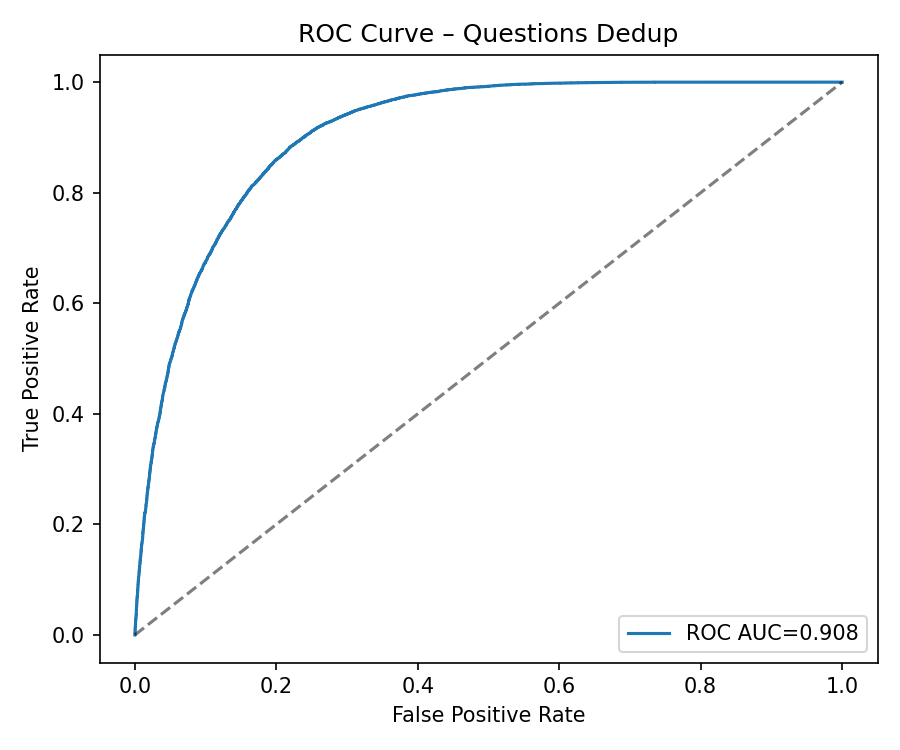 ROC Curve – Questions Dedup
1.0
0.8
0.6
0.4
0.2
0.0
True Positive Rate
ROC AUC=0.908
0.0 0.2 0.4 0.6 0.8 1.0
False Positive Rate